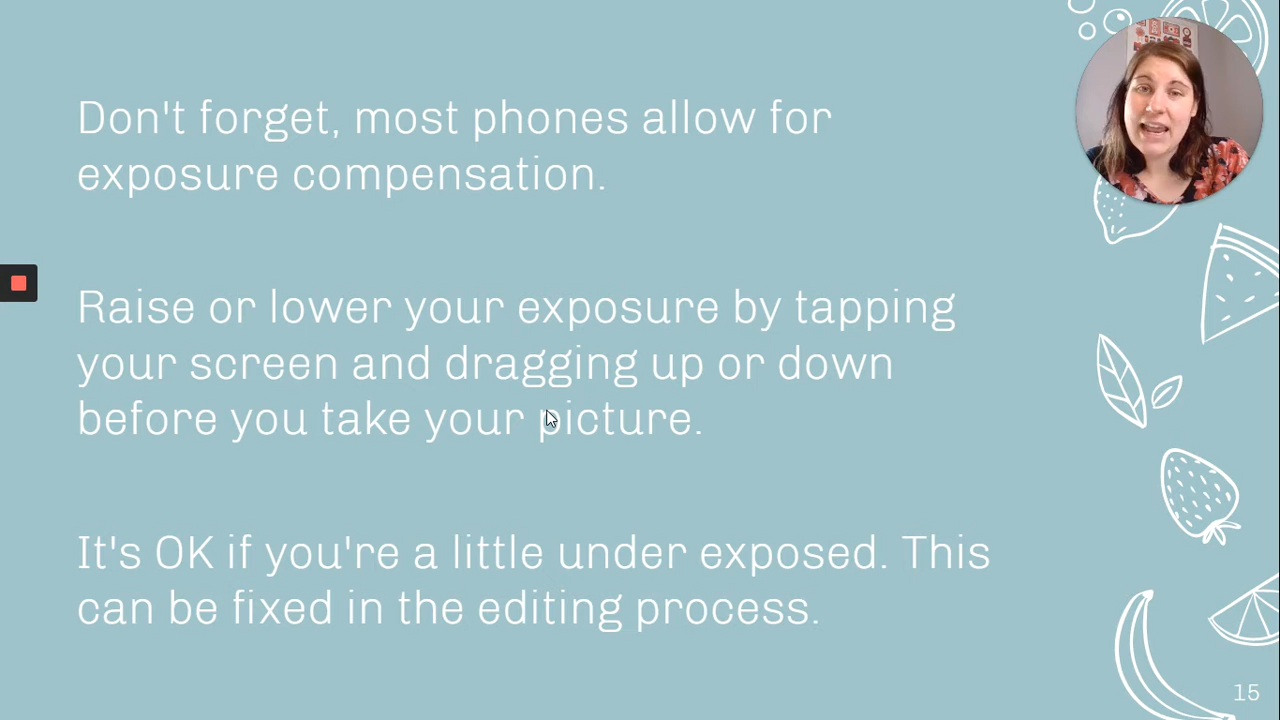 Don't forget, most phones allow for
exposure compensation.
Raise or lower your exposure by tapping
your screen and dragging up or down
before you take your picture.
It's OK if you're a little under exposed. This
can be fixed in the editing process.
15